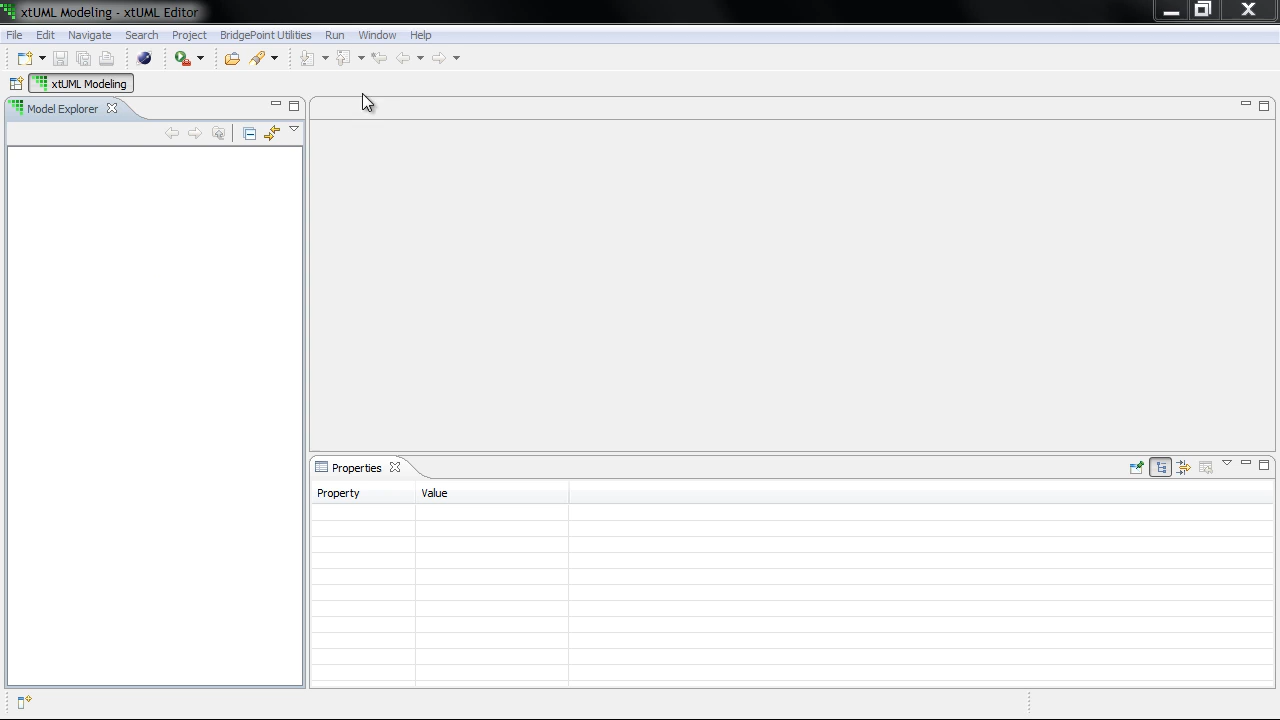 xtUML Modeling - xtUML Editor
File Edit Navigate Search Project BridgePoint Utilities Run Window Help
xtUML Modeling
Model Explorer
Properties
Property Value